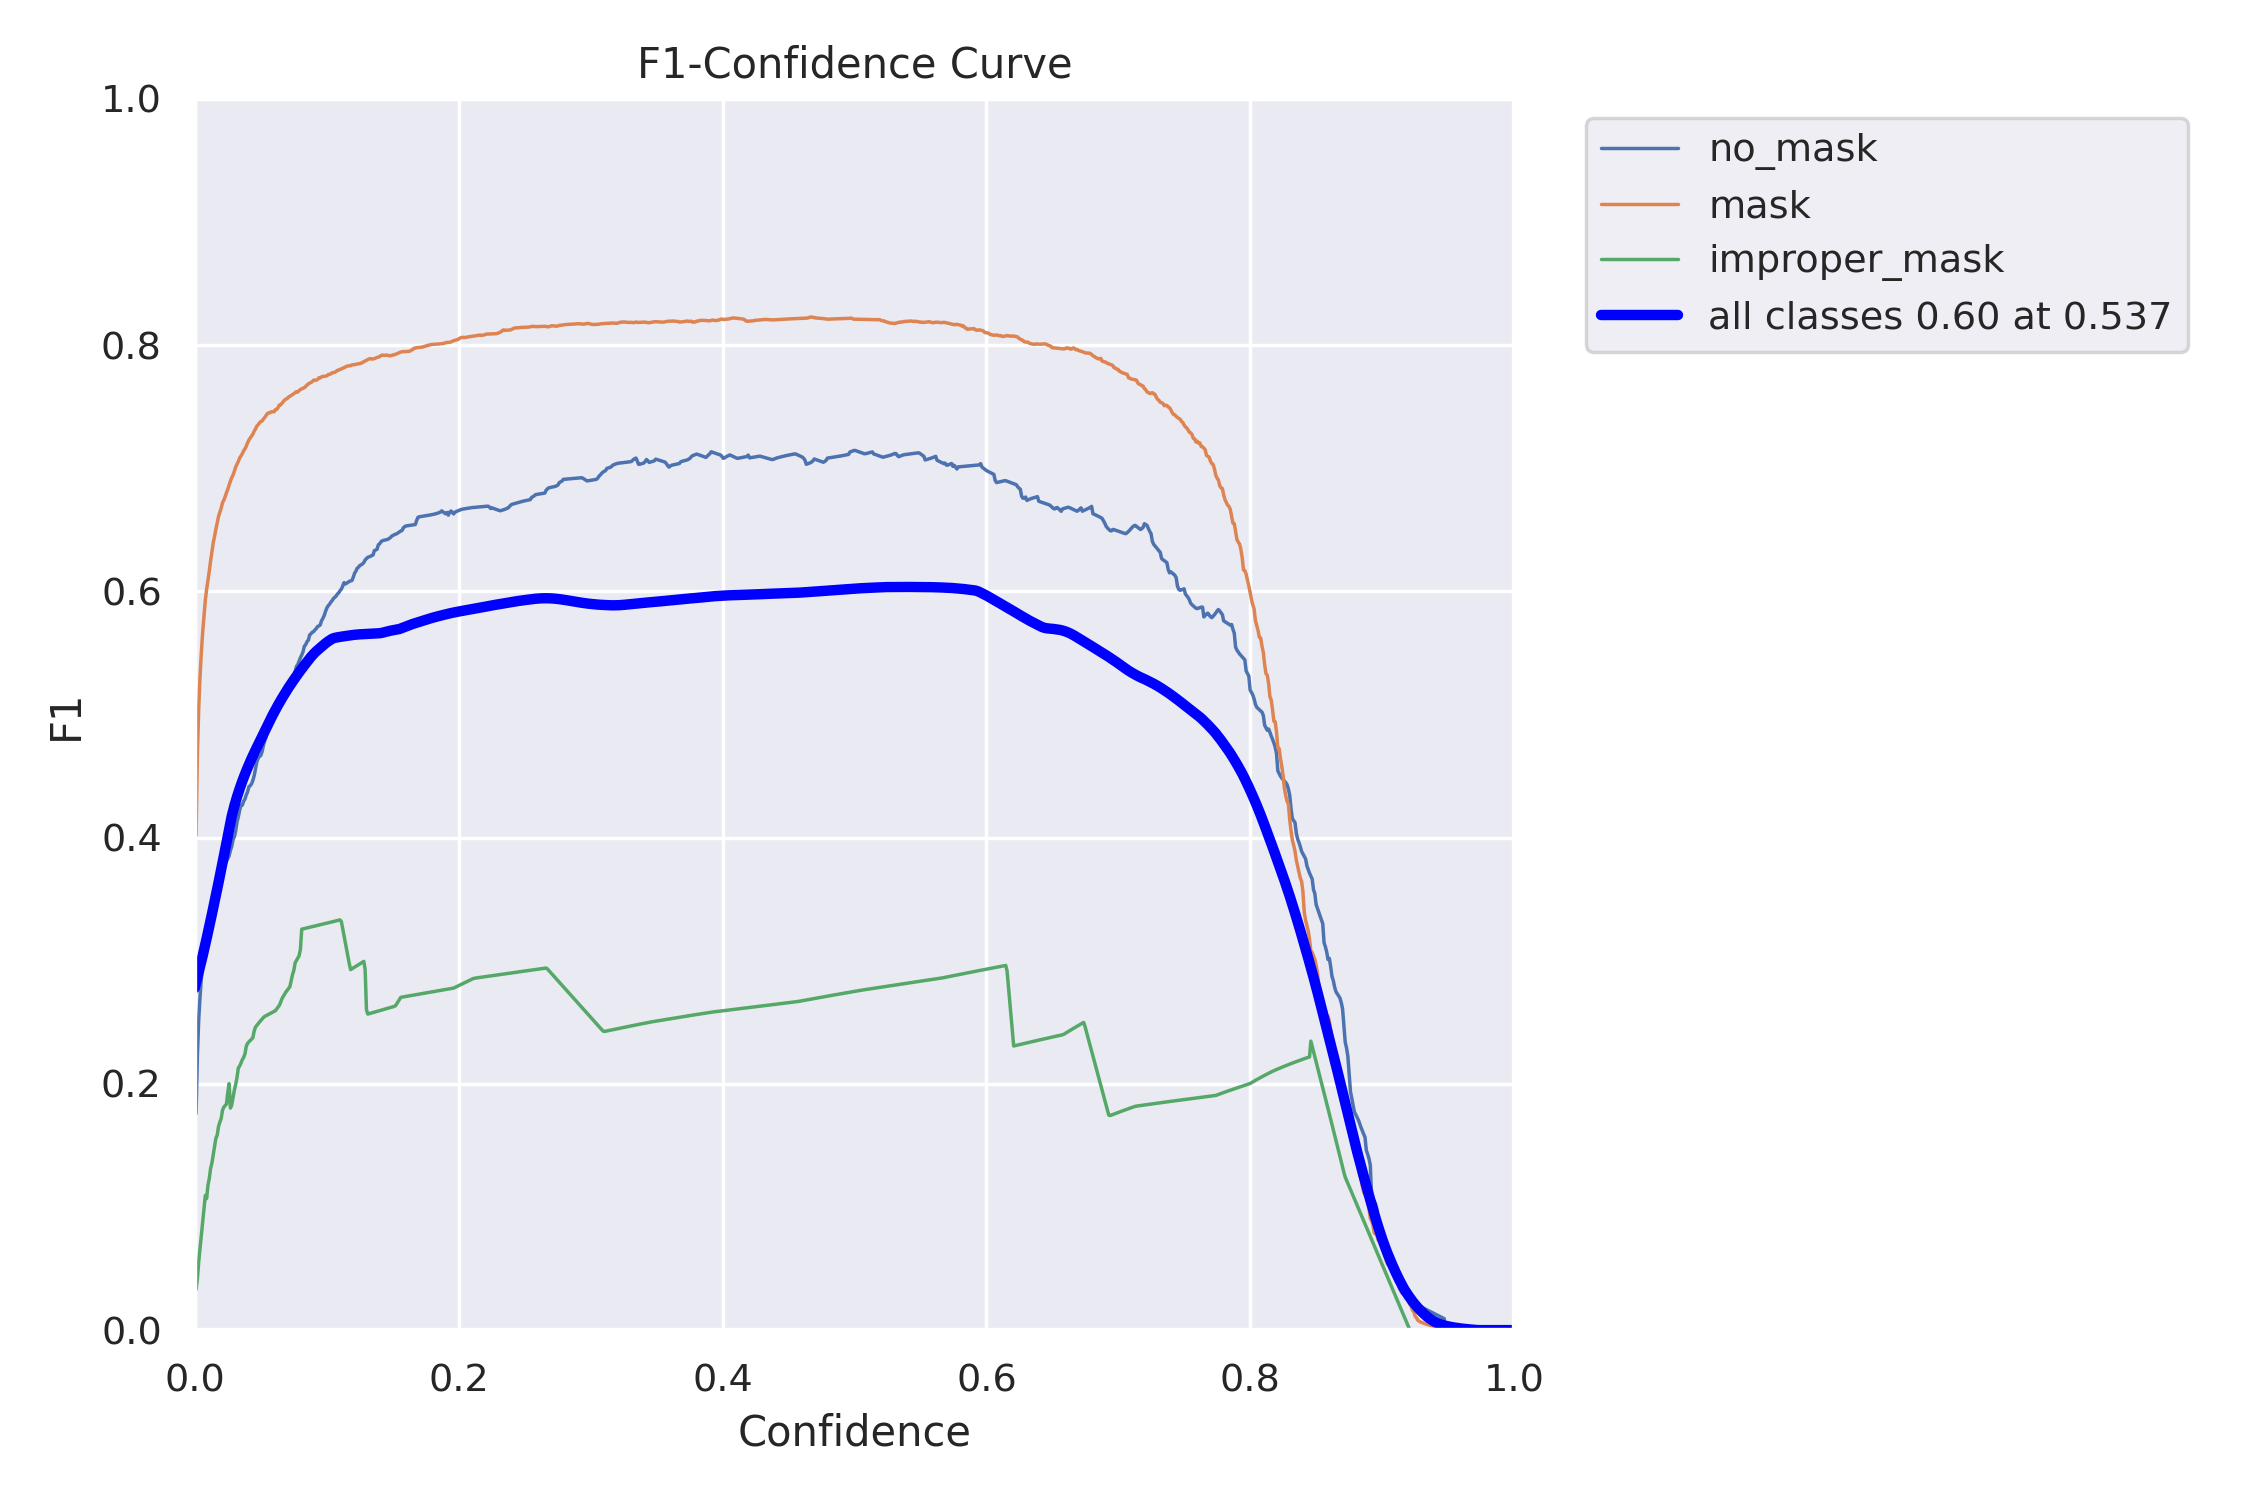 F1-Confidence Curve
1.0
0.8
0.6
0.4
0.2
0.0
F1
0.0 0.2 0.4 0.6 0.8 1.0
Confidence
no_mask
mask
improper_mask
all classes 0.60 at 0.537